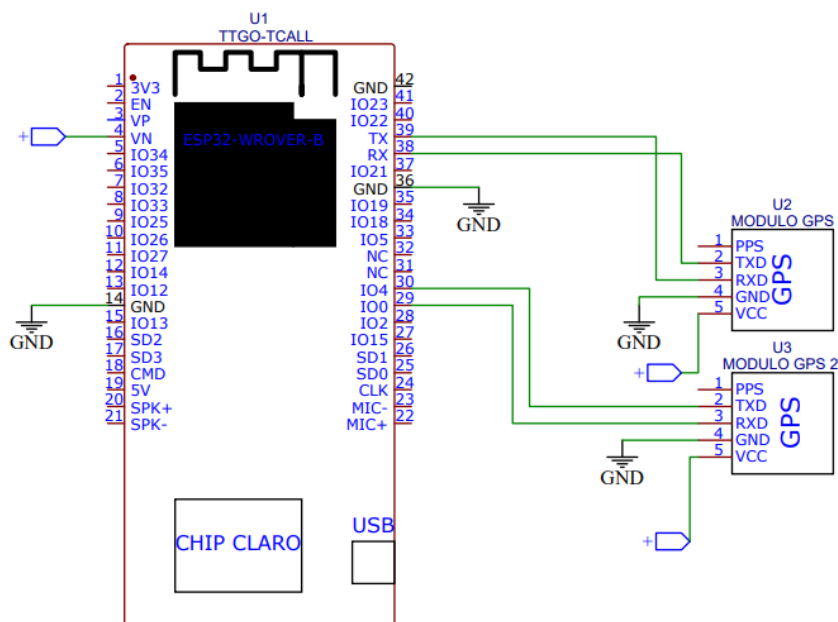 U1
TTGO-TCALL
1 3V3
2 EN
3 VP
+ 4 VN
5 IO34
6 IO35
7 IO32
8 IO33
9 IO25
10 IO26
11 IO27
12 IO14
13 IO12
14 GND
15 IO13
16 SD2
17 SD3
18 CMD
19 5V
20 SPK+
21 SPK-
GND
ESP32-WROVER-B
GND 42
IO23 41
IO22 40
TX 39
RX 38
IO21 37
GND 36
IO19 35
IO18 34
IO5 33
NC 32
NC 31
IO4 30
IO0 29
IO2 28
IO15 27
SD1 26
SD0 25
CLK 24
MIC- 23
MIC+ 22
GND
CHIP CLARO
USB
U2
MODULO GPS
1 PPS
2 TXD
3 RXD
4 GND
5 VCC
GPS
GND
+
U3
MODULO GPS 2
1 PPS
2 TXD
3 RXD
4 GND
5 VCC
GPS
GND
+